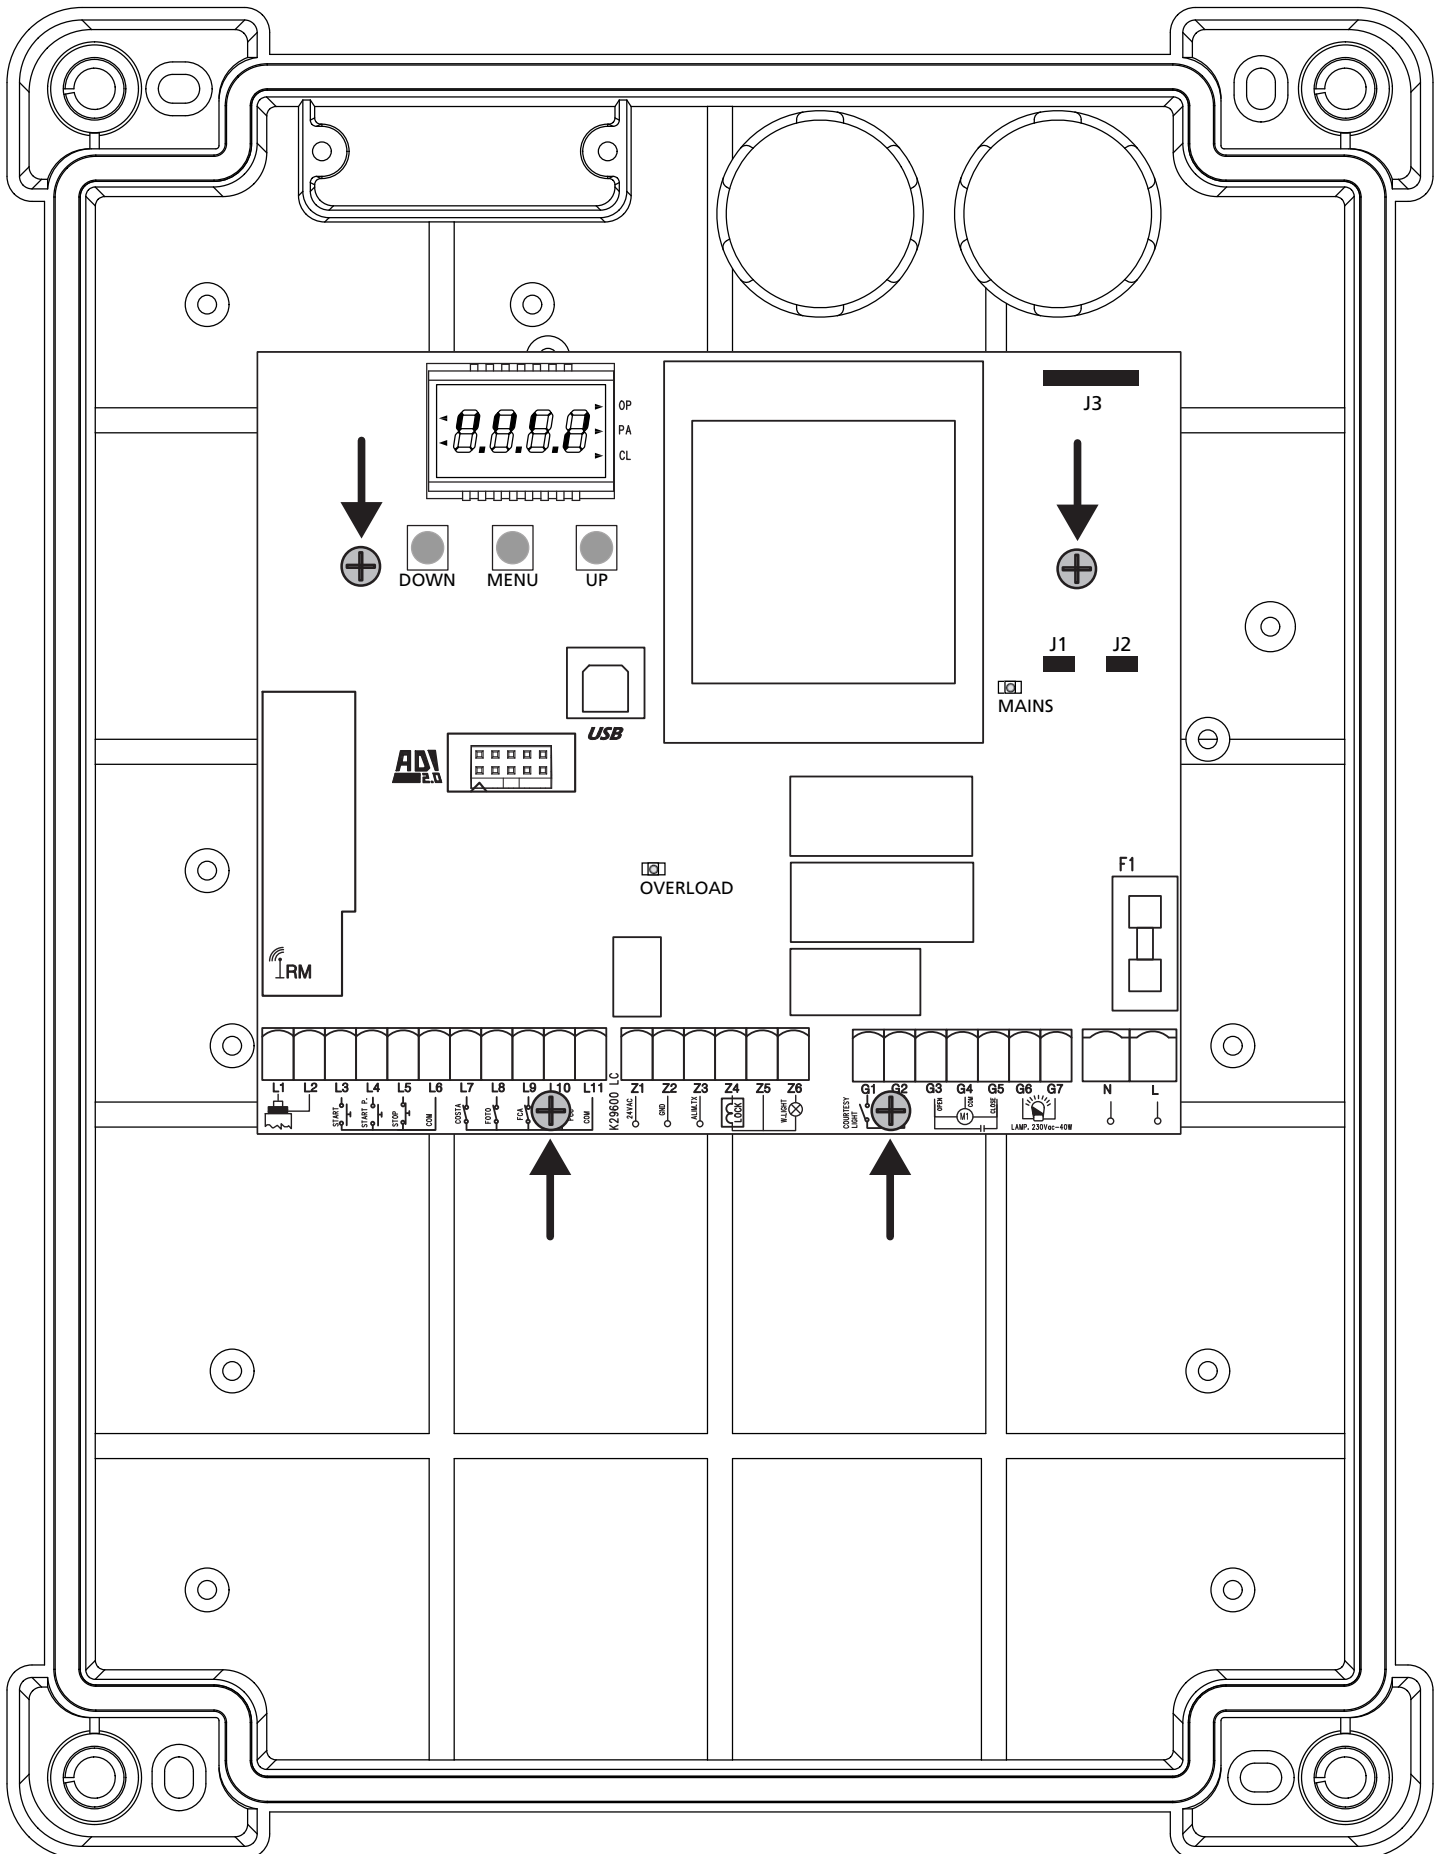 OP
PA
CL
J3
DOWN
MENU
UP
J1
J2
MAINS
USB
ADI
2.0
OVERLOAD
F1
RM
L1 L2 L3 L4 L5 L6 L7 L8 L9 L10 L11
START
START P.
STOP
COM
COSTA
FOTO
FCA
COM
K29600 LC
Z1 Z2 Z3 Z4 Z5 Z6
24VAC
GND
ALIM.TX
LOCK
W.LIGHT
G1 G2 G3 G4 G5 G6 G7
COURTESY
LIGHT
OPEN
M1
COM
CLOSE
LAMP. 230Vac-40W
N
L